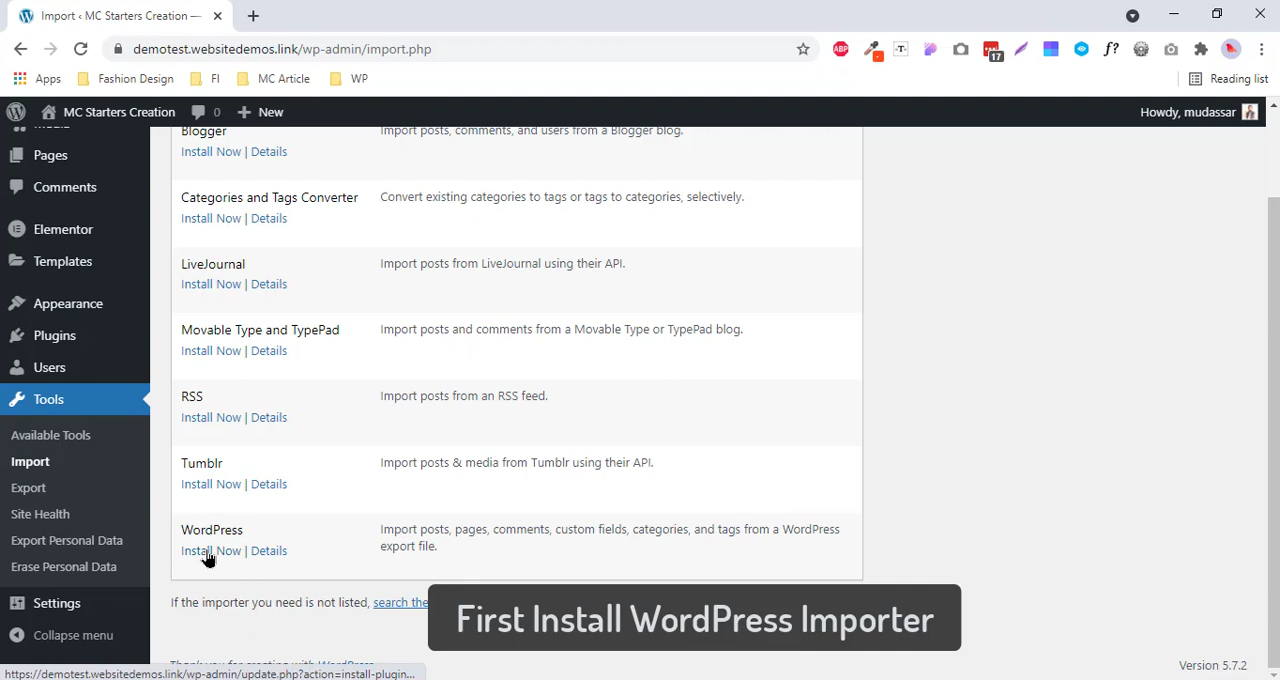 Import ‹ MC Starters Creation —
demotest.websitedemos.link/wp-admin/import.php
ABP
-T-
17
f?
Apps
Fashion Design
FI
MC Article
WP
Reading list
MC Starters Creation
0
New
Howdy, mudassar
Media
Pages
Comments
Elementor
Templates
Appearance
Plugins
Users
Tools
Available Tools
Import
Export
Site Health
Export Personal Data
Erase Personal Data
Settings
Collapse menu
Blogger
Import posts, comments, and users from a Blogger blog.
Install Now | Details
Categories and Tags Converter
Convert existing categories to tags or tags to categories, selectively.
Install Now | Details
LiveJournal
Import posts from LiveJournal using their API.
Install Now | Details
Movable Type and TypePad
Import posts and comments from a Movable Type or TypePad blog.
Install Now | Details
RSS
Import posts from an RSS feed.
Install Now | Details
Tumblr
Import posts & media from Tumblr using their API.
Install Now | Details
WordPress
Import posts, pages, comments, custom fields, categories, and tags from a WordPress
export file.
Install Now | Details
If the importer you need is not listed, search the
First Install WordPress Importer
Thank you for creating with WordPress
Version 5.7.2
https://demotest.websitedemos.link/wp-admin/update.php?action=install-plugin...